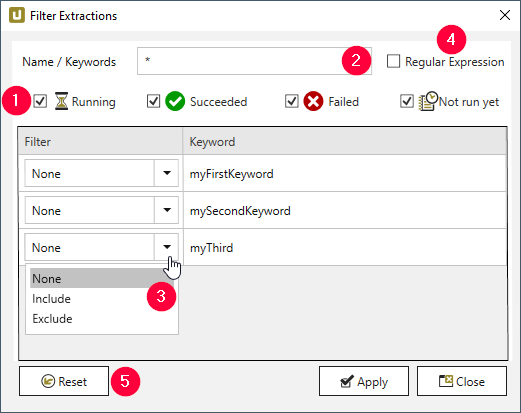 U Filter Extractions
4
Name / Keywords * 2 Regular Expression
1 Running Succeeded Failed Not run yet
Filter Keyword
None myFirstKeyword
None mySecondKeyword
None myThird
None
Include 3
Exclude
Reset 5 Apply Close